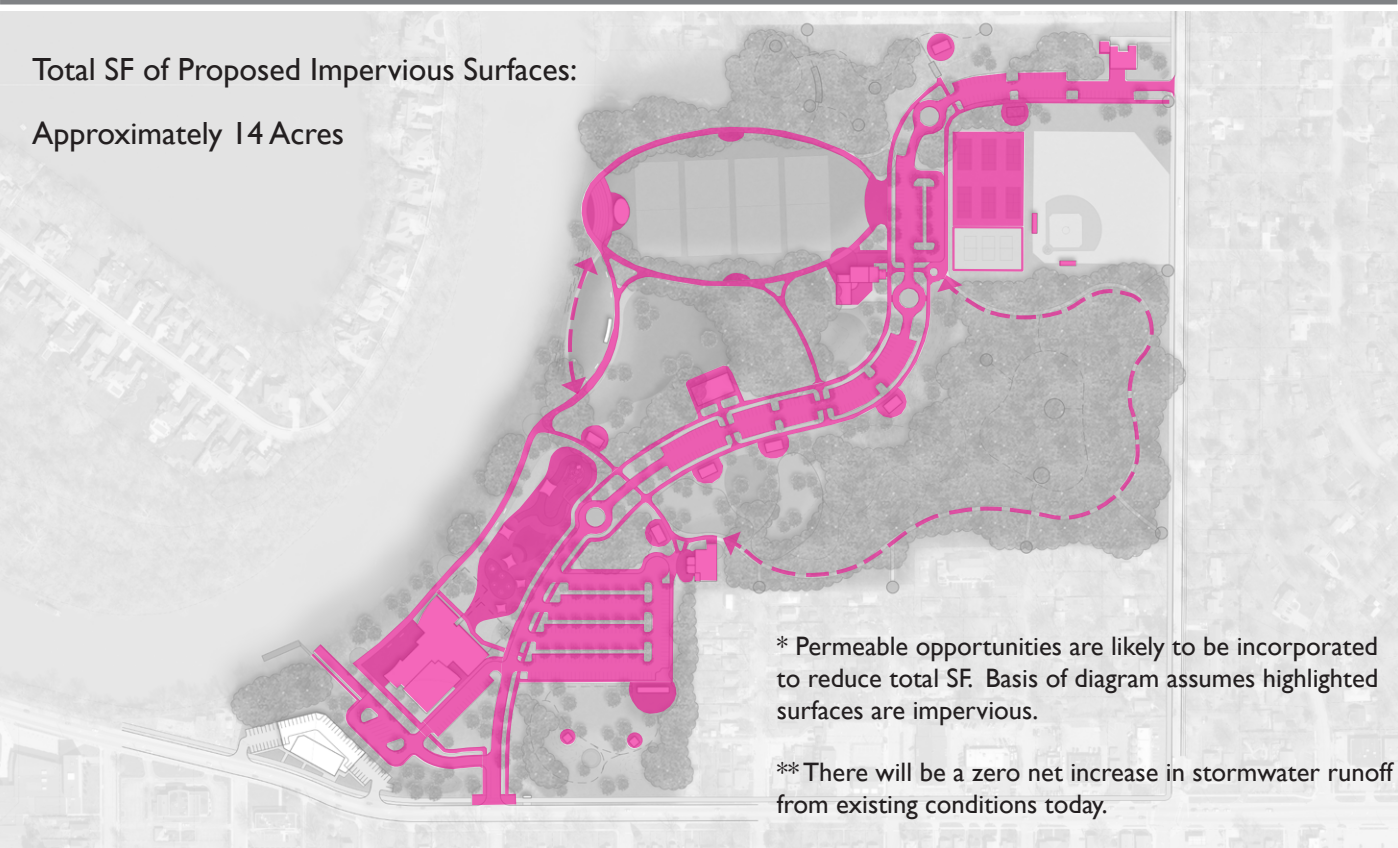 Total SF of Proposed Impervious Surfaces:
Approximately 14 Acres
* Permeable opportunities are likely to be incorporated
to reduce total SF.  Basis of diagram assumes highlighted
surfaces are impervious.
** There will be a zero net increase in stormwater runoff
from existing conditions today.